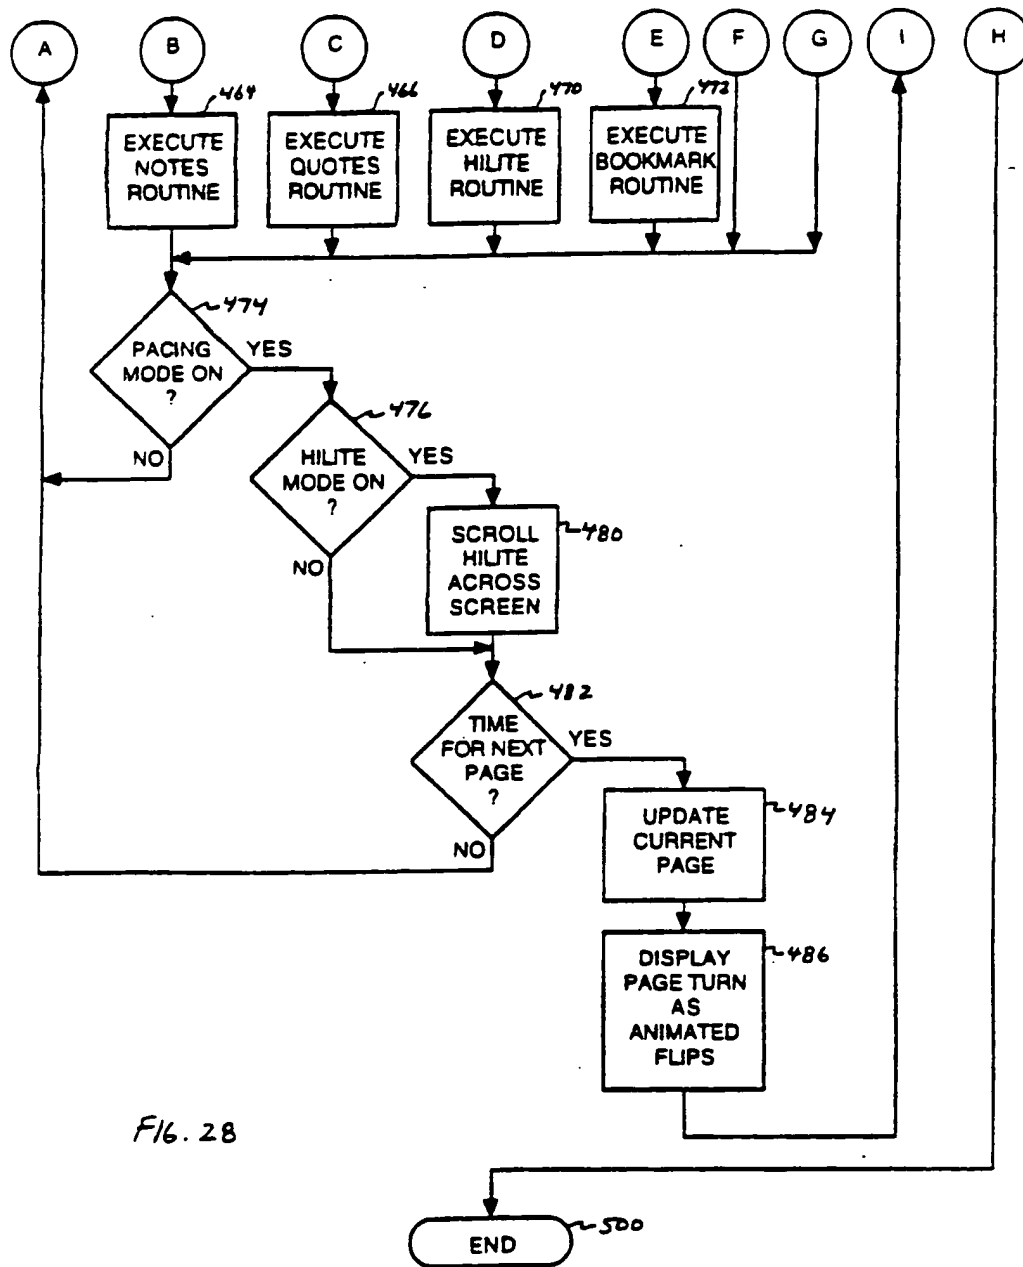 A B C D E F G I H
464 466 470 472
EXECUTE
NOTES
ROUTINE
EXECUTE
QUOTES
ROUTINE
EXECUTE
HILITE
ROUTINE
EXECUTE
BOOKMARK
ROUTINE
474
PACING
MODE ON
?
YES
NO
476
HILITE
MODE ON
?
YES
NO
480
SCROLL
HILITE
ACROSS
SCREEN
482
TIME
FOR NEXT
PAGE
?
YES
NO
484
UPDATE
CURRENT
PAGE
486
DISPLAY
PAGE TURN
AS
ANIMATED
FLIPS
FIG. 28
500
END